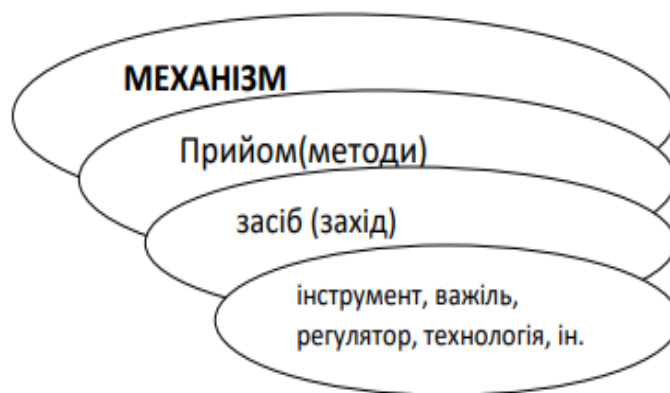 МЕХАНІЗМ
Прийом(методи)
засіб (захід)
інструмент, важіль,
регулятор, технологія, ін.